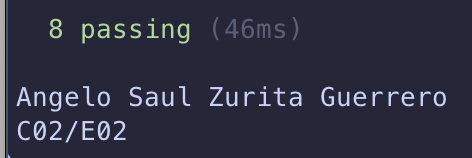 8 passing (46ms)
Angelo Saul Zurita Guerrero
C02/E02